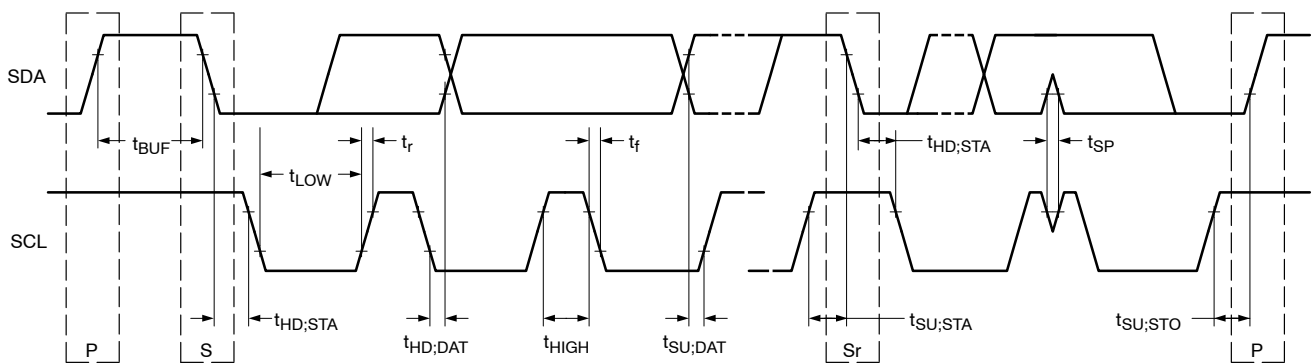 SDA
tBUF
tr
tf
tHD;STA
tSP
tLOW
SCL
tHD;STA
tHD;DAT
tHIGH
tSU;DAT
tSU;STA
tSU;STO
P
S
Sr
P